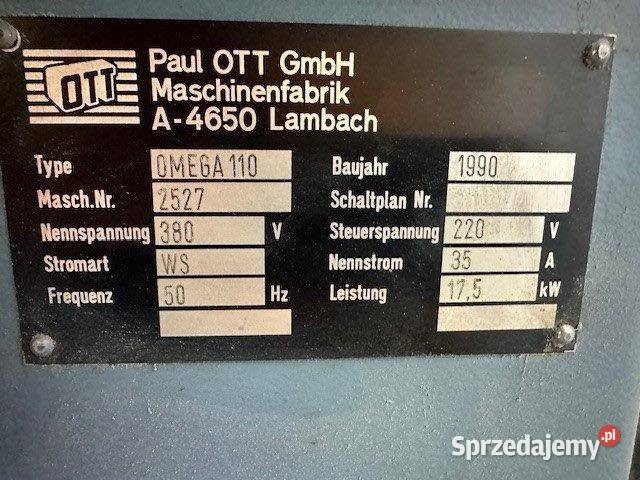 OTT
Paul OTT GmbH
Maschinenfabrik
A-4650 Lambach
Type OMEGA 110 Baujahr 1990
Masch.Nr. 2527 Schaltplan Nr.
Nennspannung 380 V Steuerspannung 220 V
Stromart WS Nennstrom 35 A
Frequenz 50 Hz Leistung 17,5 kW
Sprzedajemy.pl